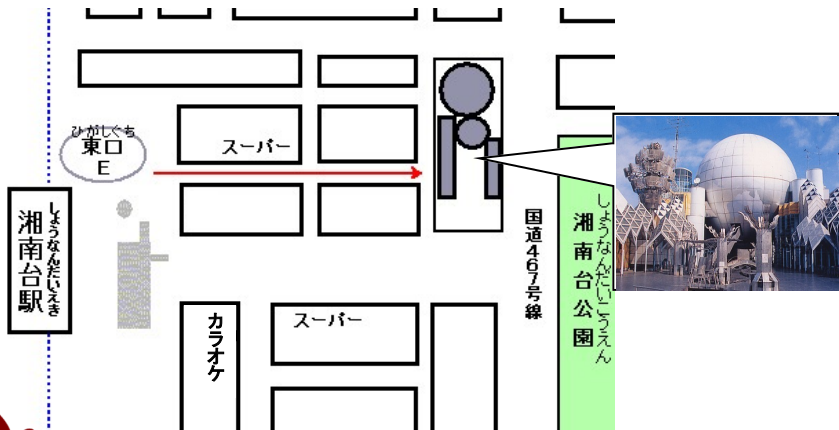 ひがしぐち
東口
E
スーパー
しょうなんだいえき
湘南台駅
カラオケ
スーパー
国道467号線
しょうなんだいこうえん
湘南台公園